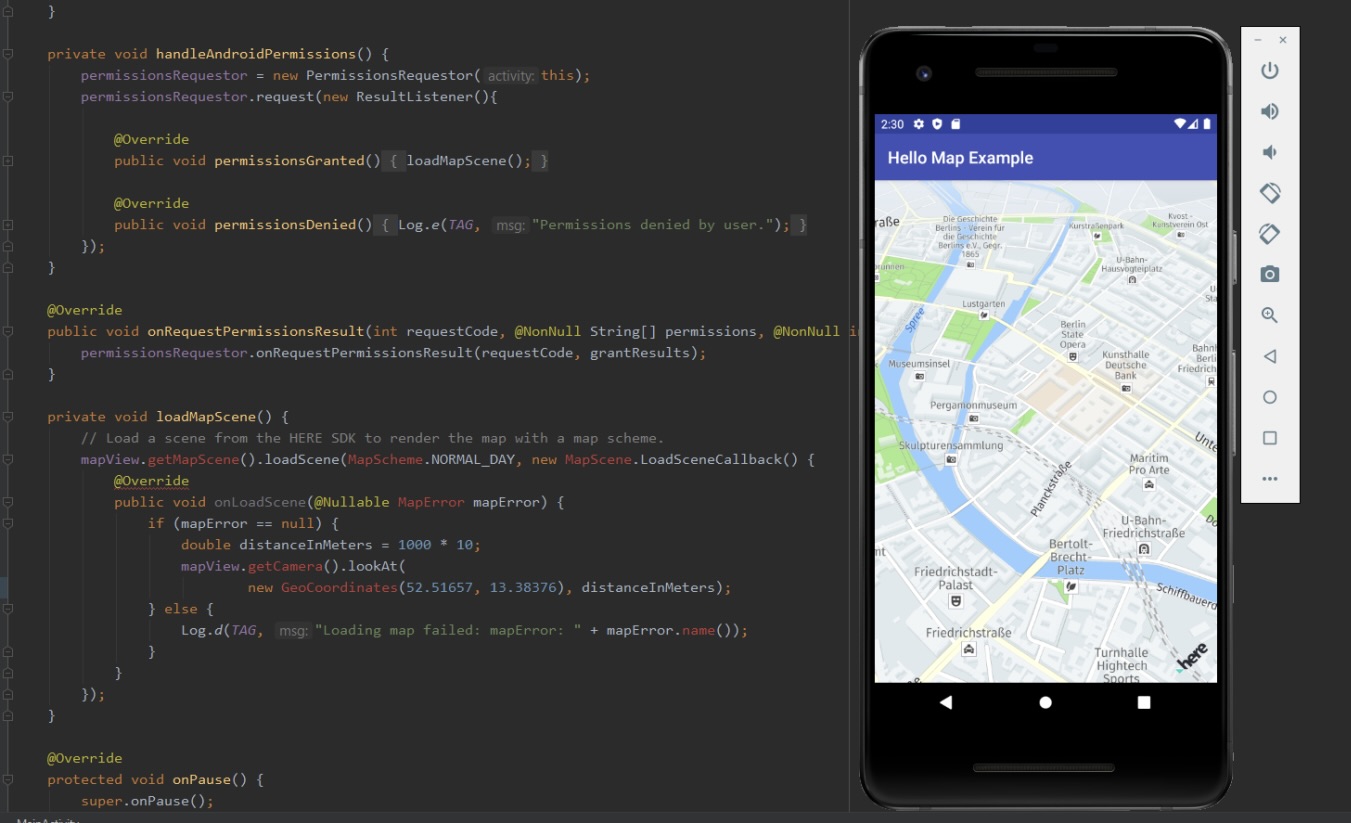 }
private void handleAndroidPermissions() {
permissionsRequestor = new PermissionsRequestor( activity: this);
permissionsRequestor.request(new ResultListener(){
@Override
public void permissionsGranted() { loadMapScene(); }
@Override
public void permissionsDenied() { Log.e(TAG, msg: "Permissions denied by user."); }
});
}
@Override
public void onRequestPermissionsResult(int requestCode, @NonNull String[] permissions, @NonNull
permissionsRequestor.onRequestPermissionsResult(requestCode, grantResults);
}
private void loadMapScene() {
// Load a scene from the HERE SDK to render the map with a map scheme.
mapView.getMapScene().loadScene(MapScheme.NORMAL_DAY, new MapScene.LoadSceneCallback() {
@Override
public void onLoadScene(@Nullable MapError mapError) {
if (mapError == null) {
double distanceInMeters = 1000 * 10;
mapView.getCamera().lookAt(
new GeoCoordinates(52.51657, 13.38376), distanceInMeters);
} else {
Log.d(TAG, msg: "Loading map failed: mapError: " + mapError.name());
}
}
});
}
@Override
protected void onPause() {
super.onPause();
MainActivity
2:30
Hello Map Example
raße
Die Geschichte
Berlins - Verein für
die Geschichte
Berlins e.V., Gegr.
1865
Kurstraßenpark
Kvost -
Kunstverein Ost
U-Bahn-
Hausvogteiplatz
Lustgarten
Spree
Berlin
State
Opera
Museumsinsel
Kunsthalle
Deutsche
Bank
Bahn
Berli
Friedrich
Pergamonmuseum
Skulpturensammlung
Unte
Maritim
Pro Arte
Planckstraße
U-Bahn-
Friedrichstraße
Bertolt-
Brecht-
Platz
Friedrichstadt-
Palast
Schiffbauerd
Friedrichstraße
Turnhalle
Hightech
Sports
here